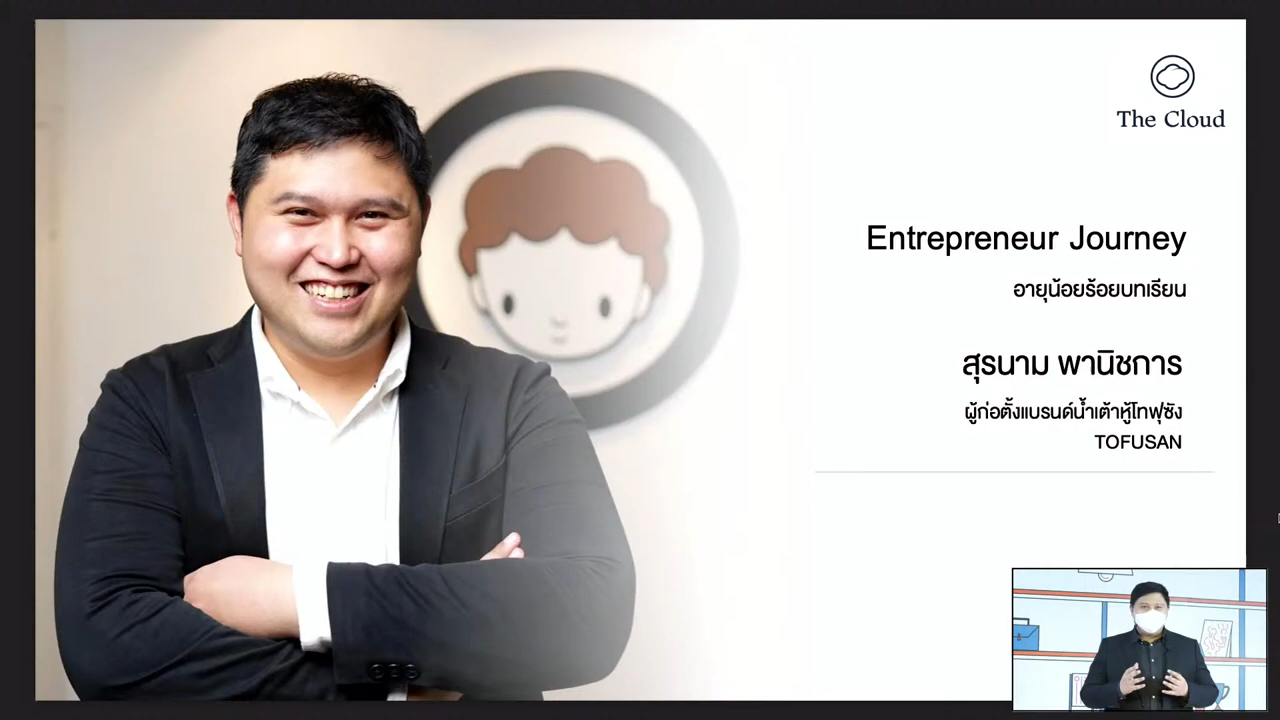 The Cloud
Entrepreneur Journey
อายุน้อยร้อยบทเรียน
สุรนาม พานิชการ
ผู้ก่อตั้งแบรนด์น้ำเต้าหู้โทฟุซัง
TOFUSAN